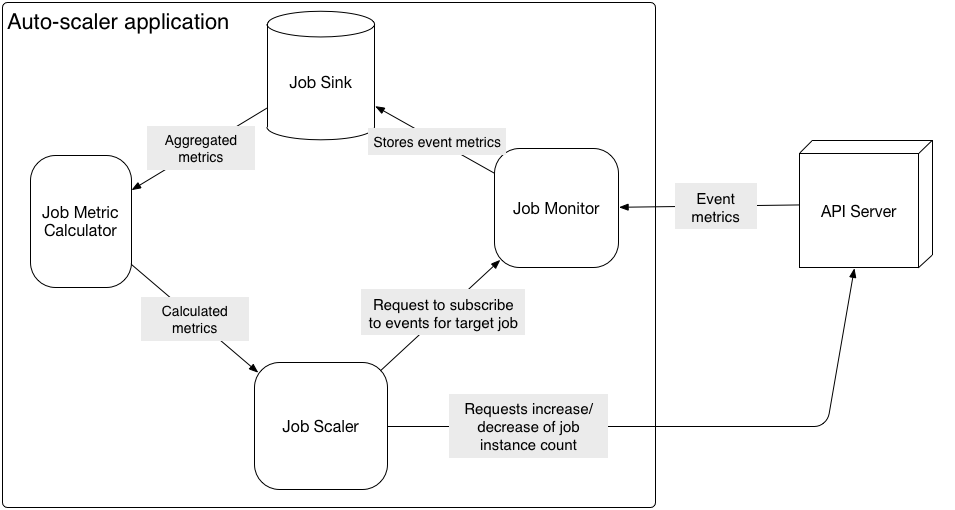 Auto-scaler application
Job Sink
Aggregated
metrics
Stores event metrics
Job Metric
Calculator
Job Monitor
Event
metrics
API Server
Calculated
metrics
Request to subscribe
to events for target job
Job Scaler
Requests increase/
decrease of job
instance count